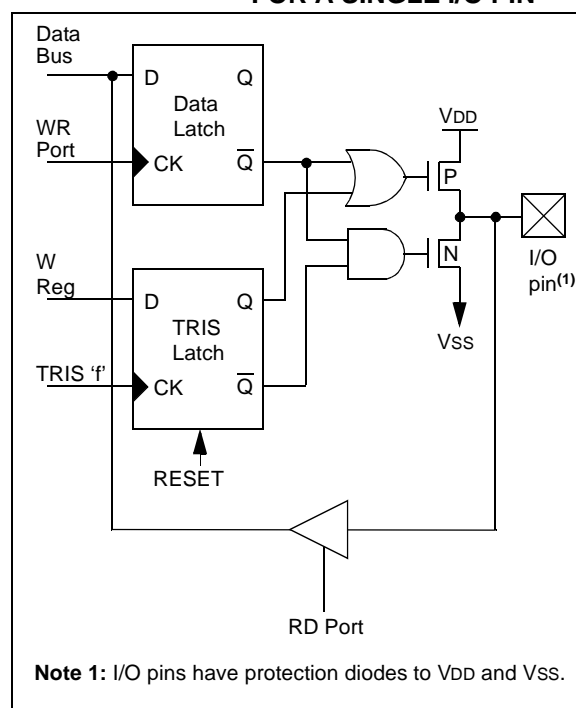 FOR A SINGLE I/O PIN
Data
Bus
D
Q
Data
Latch
WR
Port
CK
Q
VDD
P
N
I/O
pin(1)
VSS
W
Reg
D
Q
TRIS
Latch
TRIS ‘f’
CK
Q
RESET
RD Port
Note 1: I/O pins have protection diodes to VDD and VSS.